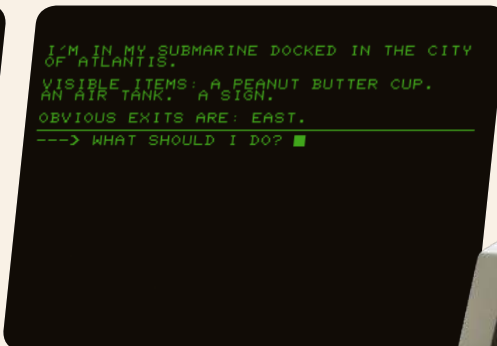 I'M IN MY SUBMARINE DOCKED IN THE CITY
OF ATLANTIS.
VISIBLE ITEMS: A PEANUT BUTTER CUP.
AN AIR TANK. A SIGN.
OBVIOUS EXITS ARE: EAST.
---> WHAT SHOULD I DO?